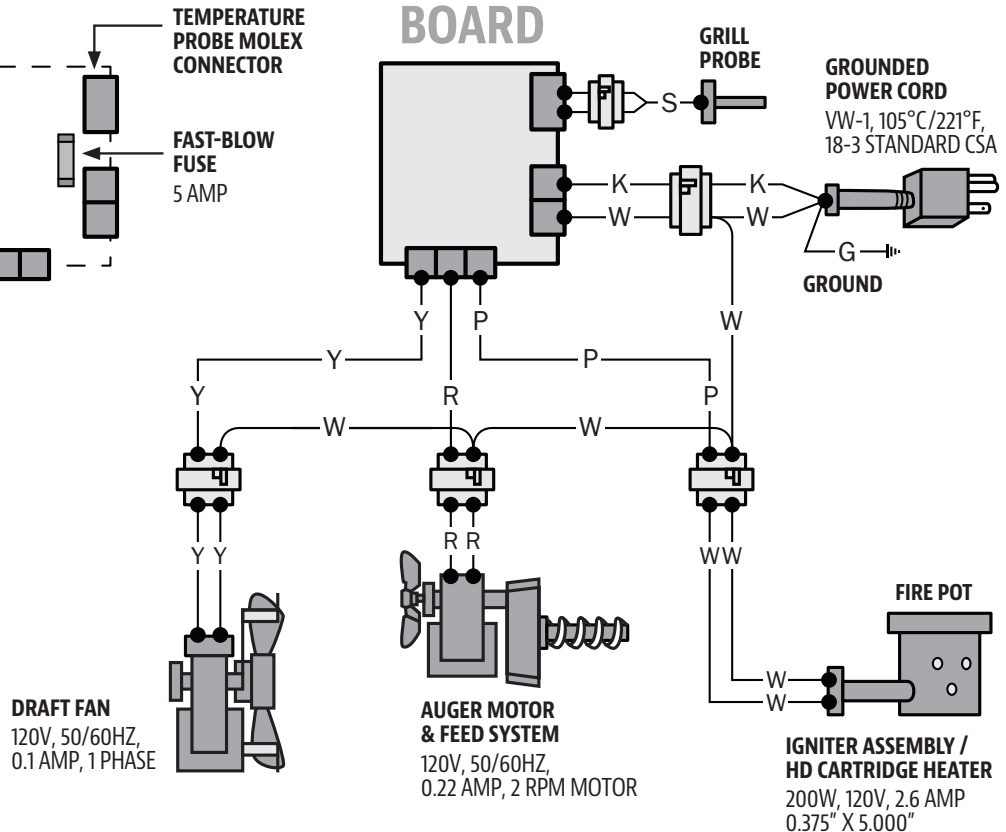 TEMPERATURE
PROBE MOLEX
CONNECTOR
FAST-BLOW
FUSE
5 AMP
BOARD
GRILL
PROBE
GROUNDED
POWER CORD
VW-1, 105°C/221°F,
18-3 STANDARD CSA
S
K
K
W
W
G
GROUND
Y
P
W
Y
P
Y
R
P
W
W
Y Y
R R
W W
FIRE POT
W
W
DRAFT FAN
120V, 50/60HZ,
0.1 AMP, 1 PHASE
AUGER MOTOR
& FEED SYSTEM
120V, 50/60HZ,
0.22 AMP, 2 RPM MOTOR
IGNITER ASSEMBLY /
HD CARTRIDGE HEATER
200W, 120V, 2.6 AMP
0.375" X 5.000"